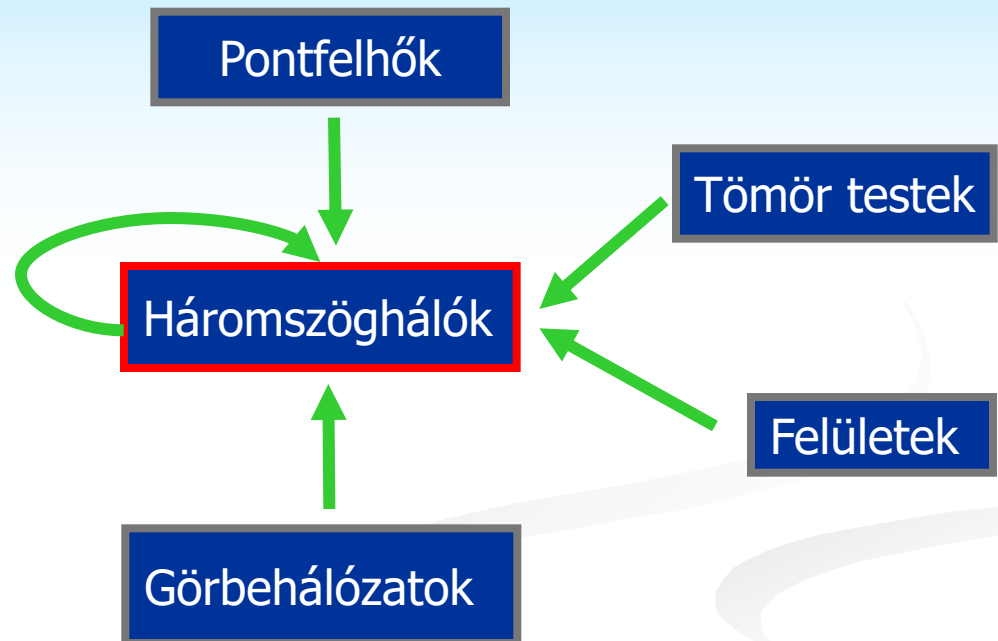 Pontfelhők
Tömör testek
Háromszöghálók
Felületek
Görbehálózatok